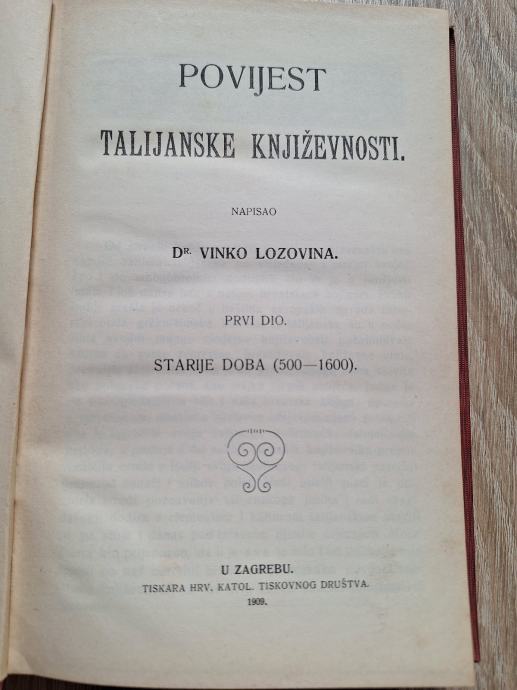 POVIJEST
TALIJANSKE KNJIŽEVNOSTI.
NAPISAO
DR. VINKO LOZOVINA.
PRVI DIO.
STARIJE DOBA (500—1600).
U ZAGREBU.
TISKARA HRV. KATOL. TISKOVNOG DRUŠTVA.
1909.